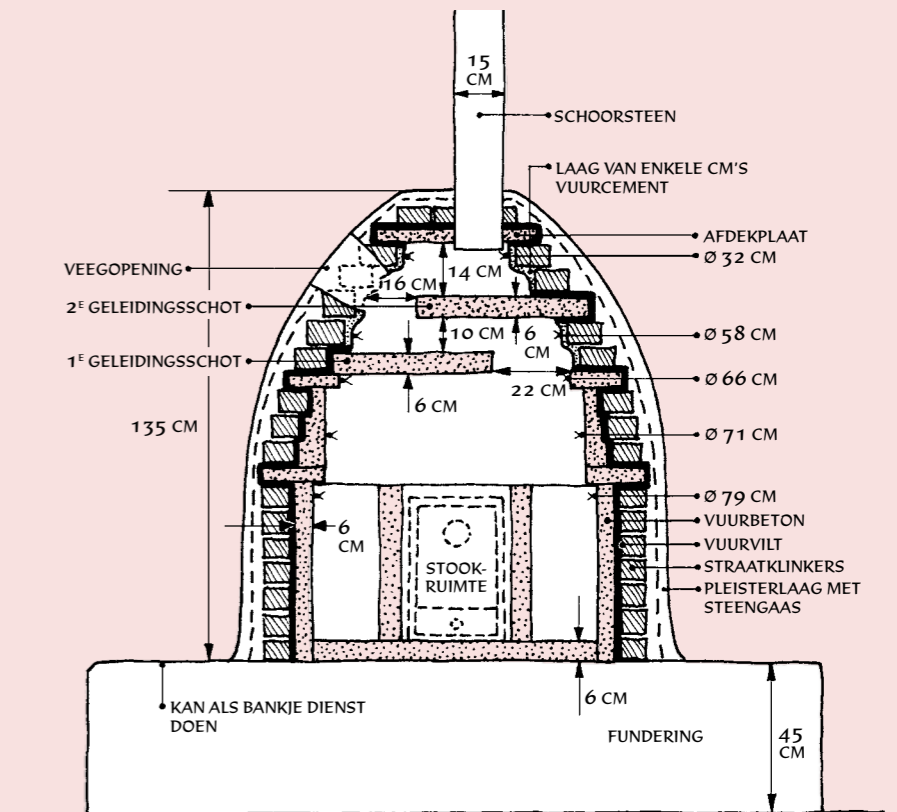 15
CM
SCHOORSTEEN
LAAG VAN ENKELE CM'S
VUURCEMENT
AFDEKPLAAT
Ø 32 CM
VEEGOPENING
14 CM
16 CM
2E GELEIDINGSSCHOT
10 CM
6
CM
Ø 58 CM
1E GELEIDINGSSCHOT
Ø 66 CM
22 CM
6 CM
135 CM
Ø 71 CM
Ø 79 CM
6
CM
VUURBETON
VUURVILT
STRAATKLINKERS
PLEISTERLAAG MET
STEENGAAS
STOOK-
RUIMTE
KAN ALS BANKJE DIENST
DOEN
6 CM
FUNDERING
45
CM